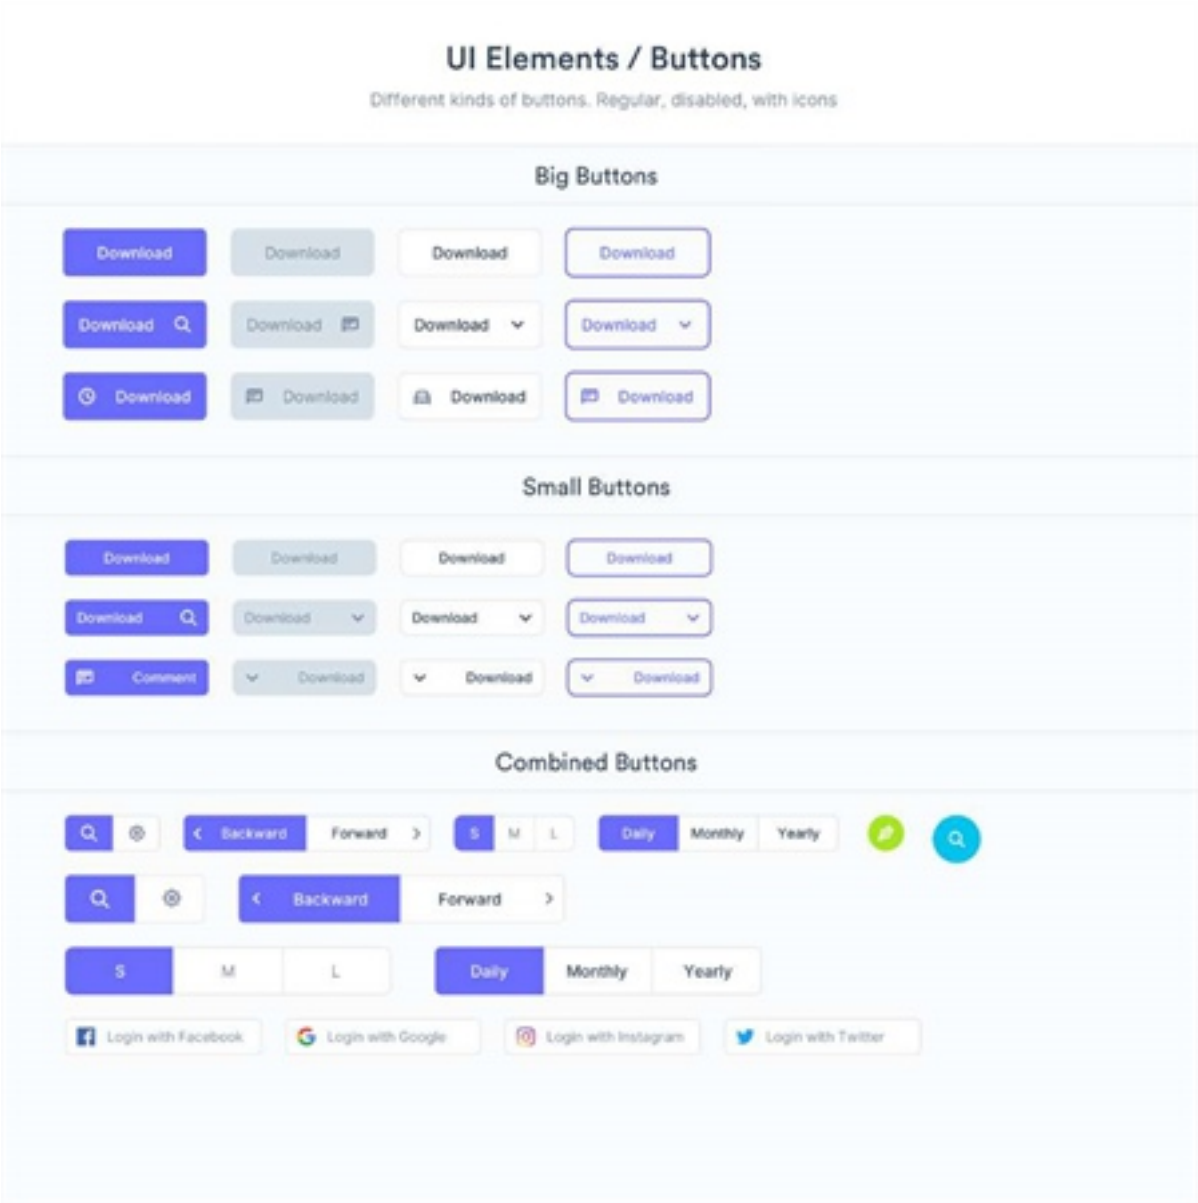 UI Elements / Buttons
Different kinds of buttons. Regular, disabled, with icons
Big Buttons
Download Download Download Download
Download Download Download Download
Download Download Download Download
Small Buttons
Download Download Download Download
Download Download Download Download
Comment Download Download Download
Combined Buttons
Backward Forward S M L Daily Monthly Yearly
Backward Forward
S M L Daily Monthly Yearly
Login with Facebook Login with Google Login with Instagram Login with Twitter